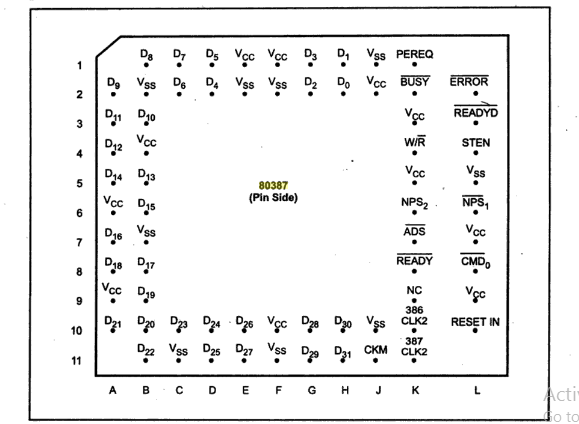 1 D8 D7 D5 VCC VCC D3 D1 VSS PEREQ
2 D9 VSS D6 D4 VSS VSS D2 D0 VCC BUSY ERROR
3 D11 D10 VCC READYD
4 D12 VCC W/R STEN
5 D14 D13 VCC VSS
80387
(Pin Side)
6 VCC D15 NPS2 NPS1
7 D16 VSS ADS VCC
8 D18 D17 READY CMD0
9 VCC D19 NC VCC
10 D21 D20 D23 D24 D26 VCC D28 D30 VSS 386 CLK2 RESET IN
11 D22 VSS D25 D27 VSS D29 D31 CKM 387 CLK2
A B C D E F G H J K L
Go to